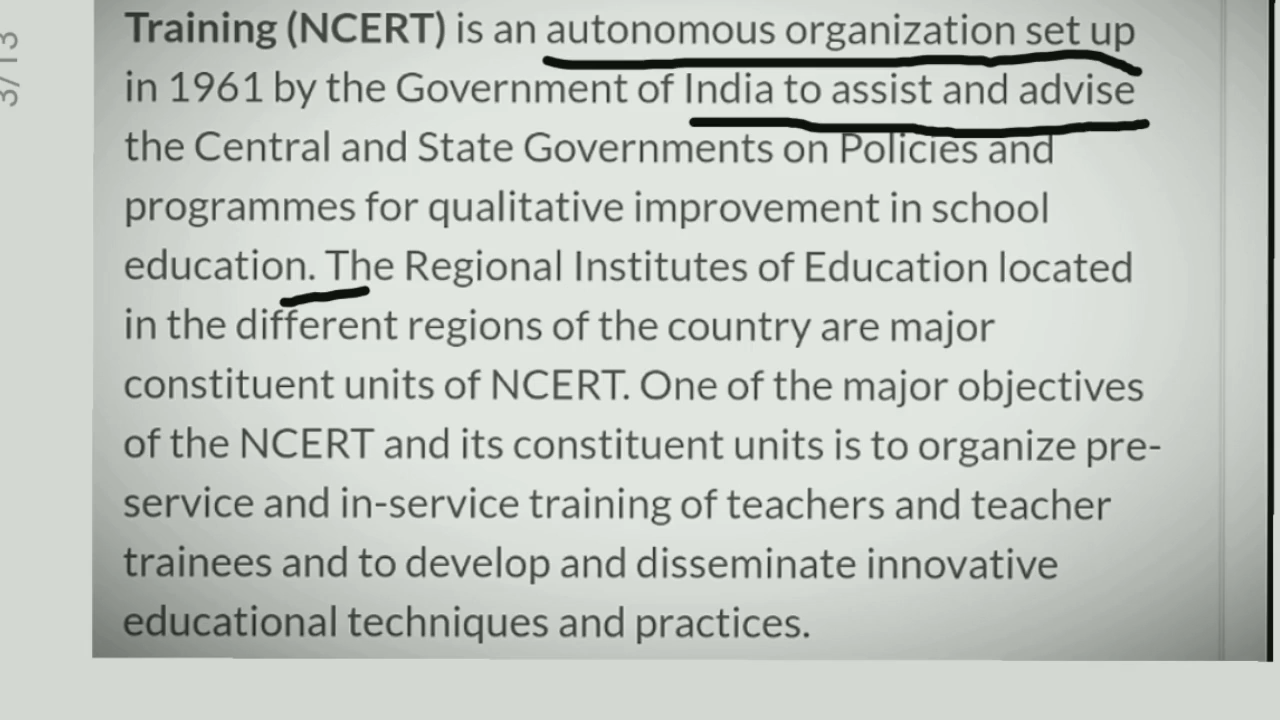 3/13
Training (NCERT) is an autonomous organization set up
in 1961 by the Government of India to assist and advise
the Central and State Governments on Policies and
programmes for qualitative improvement in school
education. The Regional Institutes of Education located
in the different regions of the country are major
constituent units of NCERT. One of the major objectives
of the NCERT and its constituent units is to organize pre-
service and in-service training of teachers and teacher
trainees and to develop and disseminate innovative
educational techniques and practices.